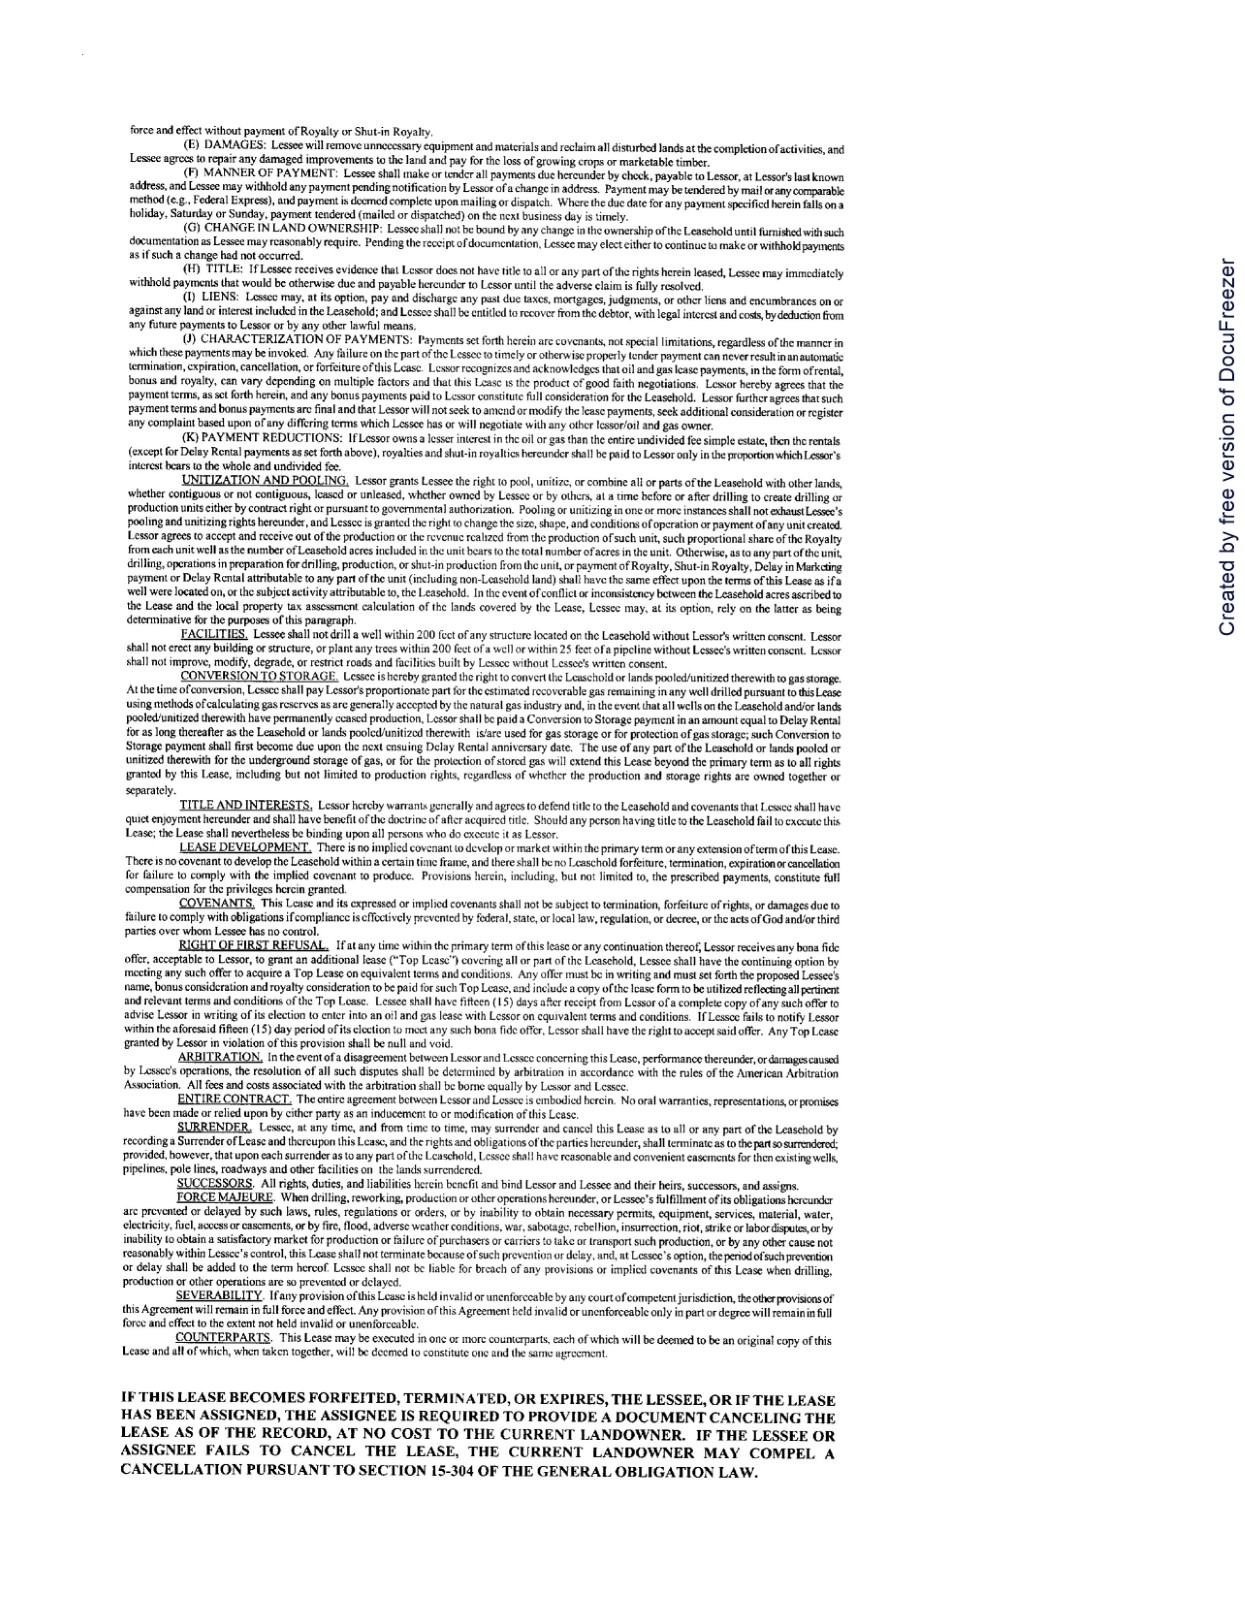 force and effect without payment of Royalty or Shut-in Royalty.
(E) DAMAGES: Lessee will remove unnecessary equipment and materials and reclaim all disturbed lands at the completion of activities, and
Lessee agrees to repair any damaged improvements to the land and pay for the loss of growing crops or marketable timber.
(F) MANNER OF PAYMENT: Lessee shall make or tender all payments due hereunder by check, payable to Lessor, at Lessor's last known
address, and Lessee may withhold any payment pending notification by Lessor of a change in address. Payment may be tendered by mail or any comparable
method (e.g., Federal Express), and payment is deemed complete upon mailing or dispatch. Where the due date for any payment specified herein falls on a
holiday, Saturday or Sunday, payment tendered (mailed or dispatched) on the next business day is timely.
(G) CHANGE IN LAND OWNERSHIP: Lessee shall not be bound by any change in the ownership of the Leasehold until furnished with such
documentation as Lessee may reasonably require. Pending the receipt of documentation, Lessee may elect either to continue to make or withhold payments
as if such a change had not occurred.
(H) TITLE: If Lessee receives evidence that Lessor does not have title to all or any part of the rights herein leased, Lessee may immediately
withhold payments that would be otherwise due and payable hereunder to Lessor until the adverse claim is fully resolved.
(I) LIENS: Lessee may, at its option, pay and discharge any past due taxes, mortgages, judgments, or other liens and encumbrances on or
against any land or interest included in the Leasehold; and Lessee shall be entitled to recover from the debtor, with legal interest and costs, by deduction from
any future payments to Lessor or by any other lawful means.
(J) CHARACTERIZATION OF PAYMENTS: Payments set forth herein are covenants, not special limitations, regardless of the manner in
which these payments may be invoked. Any failure on the part of the Lessee to timely or otherwise properly tender payment can never result in an automatic
termination, expiration, cancellation, or forfeiture of this Lease. Lessor recognizes and acknowledges that oil and gas lease payments, in the form of rental,
bonus and royalty, can vary depending on multiple factors and that this Lease is the product of good faith negotiations. Lessor hereby agrees that the
payment terms, as set forth herein, and any bonus payments paid to Lessor constitute full consideration for the Leasehold. Lessor further agrees that such
payment terms and bonus payments are final and that Lessor will not seek to amend or modify the lease payments, seek additional consideration or register
any complaint based upon of any differing terms which Lessee has or will negotiate with any other lessor/oil and gas owner.
(K) PAYMENT REDUCTIONS: If Lessor owns a lesser interest in the oil or gas than the entire undivided fee simple estate, then the rentals
(except for Delay Rental payments as set forth above), royalties and shut-in royalties hereunder shall be paid to Lessor only in the proportion which Lessor's
interest bears to the whole and undivided fee.
UNITIZATION AND POOLING. Lessor grants Lessee the right to pool, unitize, or combine all or parts of the Leasehold with other lands,
whether contiguous or not contiguous, leased or unleased, whether owned by Lessee or by others, at a time before or after drilling to create drilling or
production units either by contract right or pursuant to governmental authorization. Pooling or unitizing in one or more instances shall not exhaust Lessee's
pooling and unitizing rights hereunder, and Lessee is granted the right to change the size, shape, and conditions of operation or payment of any unit created.
Lessor agrees to accept and receive out of the production or the revenue realized from the production of such unit, such proportional share of the Royalty
from each unit well as the number of Leasehold acres included in the unit bears to the total number of acres in the unit. Otherwise, as to any part of the unit,
drilling, operations in preparation for drilling, production, or shut-in production from the unit, or payment of Royalty, Shut-in Royalty, Delay in Marketing
payment or Delay Rental attributable to any part of the unit (including non-Leasehold land) shall have the same effect upon the terms of this Lease as if a
well were located on, or the subject activity attributable to, the Leasehold. In the event of conflict or inconsistency between the Leasehold acres ascribed to
the Lease and the local property tax assessment calculation of the lands covered by the Lease, Lessee may, at its option, rely on the latter as being
determinative for the purposes of this paragraph.
FACILITIES. Lessee shall not drill a well within 200 feet of any structure located on the Leasehold without Lessor's written consent. Lessor
shall not erect any building or structure, or plant any trees within 200 feet of a well or within 25 feet of a pipeline without Lessee's written consent. Lessor
shall not improve, modify, degrade, or restrict roads and facilities built by Lessee without Lessee's written consent.
CONVERSION TO STORAGE. Lessee is hereby granted the right to convert the Leasehold or lands pooled/unitized therewith to gas storage.
At the time of conversion, Lessee shall pay Lessor's proportionate part for the estimated recoverable gas remaining in any well drilled pursuant to this Lease
using methods of calculating gas reserves as are generally accepted by the natural gas industry and, in the event that all wells on the Leasehold and/or lands
pooled/unitized therewith have permanently ceased production, Lessor shall be paid a Conversion to Storage payment in an amount equal to Delay Rental
for as long thereafter as the Leasehold or lands pooled/unitized therewith is/are used for gas storage or for protection of gas storage; such Conversion to
Storage payment shall first become due upon the next ensuing Delay Rental anniversary date. The use of any part of the Leasehold or lands pooled or
unitized therewith for the underground storage of gas, or for the protection of stored gas will extend this Lease beyond the primary term as to all rights
granted by this Lease, including but not limited to production rights, regardless of whether the production and storage rights are owned together or
separately.
TITLE AND INTERESTS. Lessor hereby warrants generally and agrees to defend title to the Leasehold and covenants that Lessee shall have
quiet enjoyment hereunder and shall have benefit of the doctrine of after acquired title. Should any person having title to the Leasehold fail to execute this
Lease; the Lease shall nevertheless be binding upon all persons who do execute it as Lessor.
LEASE DEVELOPMENT. There is no implied covenant to develop or market within the primary term or any extension of term of this Lease.
There is no covenant to develop the Leasehold within a certain time frame, and there shall be no Leasehold forfeiture, termination, expiration or cancellation
for failure to comply with the implied covenant to produce. Provisions herein, including, but not limited to, the prescribed payments, constitute full
compensation for the privileges herein granted.
COVENANTS. This Lease and its expressed or implied covenants shall not be subject to termination, forfeiture of rights, or damages due to
failure to comply with obligations if compliance is effectively prevented by federal, state, or local law, regulation, or decree, or the acts of God and/or third
parties over whom Lessee has no control.
RIGHT OF FIRST REFUSAL. If at any time within the primary term of this lease or any continuation thereof, Lessor receives any bona fide
offer, acceptable to Lessor, to grant an additional lease ("Top Lease") covering all or part of the Leasehold, Lessee shall have the continuing option by
meeting any such offer to acquire a Top Lease on equivalent terms and conditions. Any offer must be in writing and must set forth the proposed Lessee's
name, bonus consideration and royalty consideration to be paid for such Top Lease, and include a copy of the lease form to be utilized reflecting all pertinent
and relevant terms and conditions of the Top Lease. Lessee shall have fifteen (15) days after receipt from Lessor of a complete copy of any such offer to
advise Lessor in writing of its election to enter into an oil and gas lease with Lessor on equivalent terms and conditions. If Lessee fails to notify Lessor
within the aforesaid fifteen (15) day period of its election to meet any such bona fide offer, Lessor shall have the right to accept said offer. Any Top Lease
granted by Lessor in violation of this provision shall be null and void.
ARBITRATION. In the event of a disagreement between Lessor and Lessee concerning this Lease, performance thereunder, or damages caused
by Lessee's operations, the resolution of all such disputes shall be determined by arbitration in accordance with the rules of the American Arbitration
Association. All fees and costs associated with the arbitration shall be borne equally by Lessor and Lessee.
ENTIRE CONTRACT. The entire agreement between Lessor and Lessee is embodied herein. No oral warranties, representations, or promises
have been made or relied upon by either party as an inducement to or modification of this Lease.
SURRENDER. Lessee, at any time, and from time to time, may surrender and cancel this Lease as to all or any part of the Leasehold by
recording a Surrender of Lease and thereupon this Lease, and the rights and obligations of the parties hereunder, shall terminate as to the part so surrendered;
provided, however, that upon each surrender as to any part of the Leasehold, Lessee shall have reasonable and convenient easements for then existing wells,
pipelines, pole lines, roadways and other facilities on the lands surrendered.
SUCCESSORS. All rights, duties, and liabilities herein benefit and bind Lessor and Lessee and their heirs, successors, and assigns.
FORCE MAJEURE. When drilling, reworking, production or other operations hereunder, or Lessee's fulfillment of its obligations hereunder
are prevented or delayed by such laws, rules, regulations or orders, or by inability to obtain necessary permits, equipment, services, material, water,
electricity, fuel, access or easements, or by fire, flood, adverse weather conditions, war, sabotage, rebellion, insurrection, riot, strike or labor disputes, or by
inability to obtain a satisfactory market for production or failure of purchasers or carriers to take or transport such production, or by any other cause not
reasonably within Lessee's control, this Lease shall not terminate because of such prevention or delay, and, at Lessee's option, the period of such prevention
or delay shall be added to the term hereof. Lessee shall not be liable for breach of any provisions or implied covenants of this Lease when drilling,
production or other operations are so prevented or delayed.
SEVERABILITY. If any provision of this Lease is held invalid or unenforceable by any court of competent jurisdiction, the other provisions of
this Agreement will remain in full force and effect. Any provision of this Agreement held invalid or unenforceable only in part or degree will remain in full
force and effect to the extent not held invalid or unenforceable.
COUNTERPARTS. This Lease may be executed in one or more counterparts, each of which will be deemed to be an original copy of this
Lease and all of which, when taken together, will be deemed to constitute one and the same agreement.
IF THIS LEASE BECOMES FORFEITED, TERMINATED, OR EXPIRES, THE LESSEE, OR IF THE LEASE
HAS BEEN ASSIGNED, THE ASSIGNEE IS REQUIRED TO PROVIDE A DOCUMENT CANCELING THE
LEASE AS OF THE RECORD, AT NO COST TO THE CURRENT LANDOWNER. IF THE LESSEE OR
ASSIGNEE FAILS TO CANCEL THE LEASE, THE CURRENT LANDOWNER MAY COMPEL A
CANCELLATION PURSUANT TO SECTION 15-304 OF THE GENERAL OBLIGATION LAW.
Created by free version of DocuFreezer